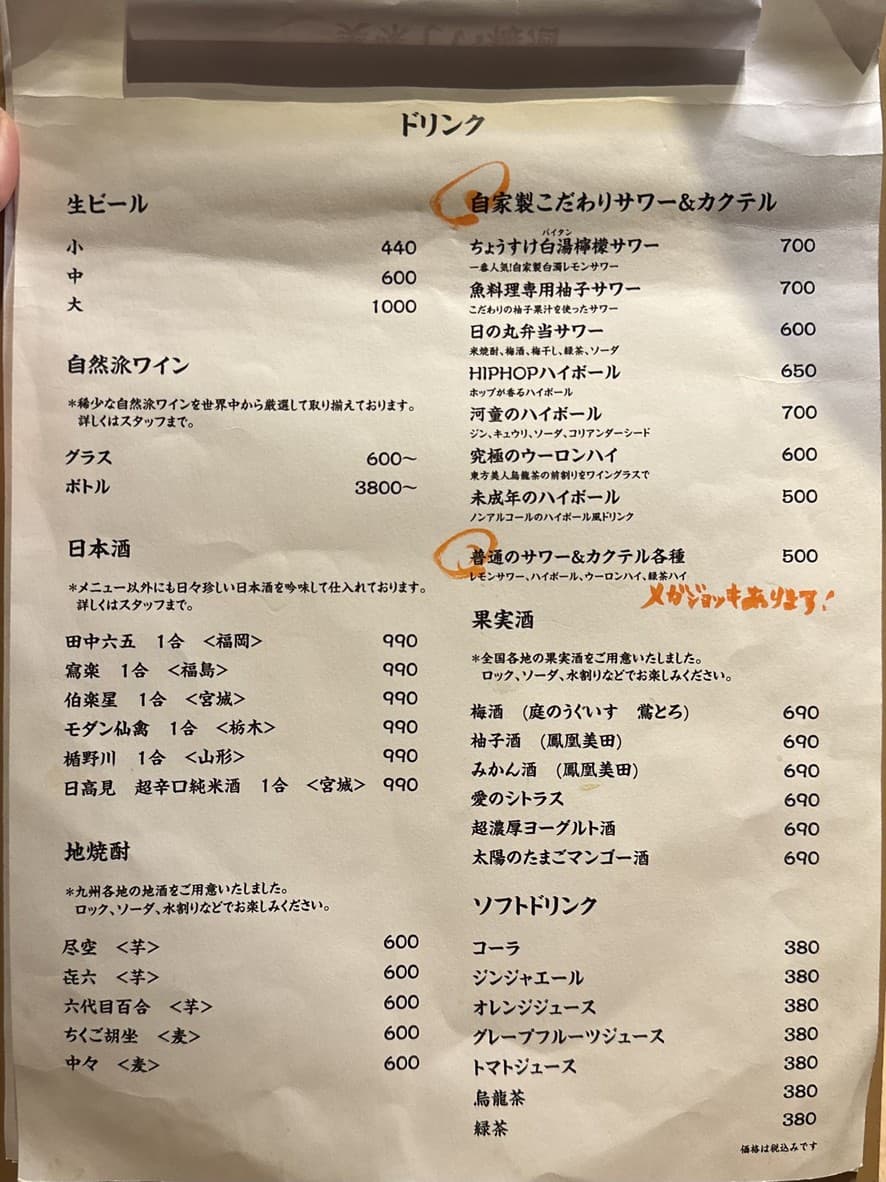 ドリンク
生ビール
小 440
中 600
大 1000
自然派ワイン
*稀少な自然派ワインを世界中から厳選して取り揃えております。
詳しくはスタッフまで。
グラス 600〜
ボトル 3800〜
日本酒
*メニュー以外にも日々珍しい日本酒を吟味して仕入れております。
詳しくはスタッフまで。
田中六五 1合 <福岡> 990
寫楽 1合 <福島> 990
伯楽星 1合 <宮城> 990
モダン仙禽 1合 <栃木> 990
楯野川 1合 <山形> 990
日高見 超辛口純米酒 1合 <宮城> 990
地焼酎
*九州各地の地酒をご用意いたしました。
ロック、ソーダ、水割りなどでお楽しみください。
尽空 <芋> 600
㐂六 <芋> 600
六代目百合 <芋> 600
ちくご胡坐 <麦> 600
中々 <麦> 600
自家製こだわりサワー&カクテル
パイタン
ちょうすけ白湯檸檬サワー 700
一番人気!自家製白濁レモンサワー
魚料理専用柚子サワー 700
こだわりの柚子果汁を使ったサワー
日の丸弁当サワー 600
米焼酎、梅酒、梅干し、緑茶、ソーダ
HIPHOPハイボール 650
ホップが香るハイボール
河童のハイボール 700
ジン、キュウリ、ソーダ、コリアンダーシード
究極のウーロンハイ 600
東方美人烏龍茶の前割りをワイングラスで
未成年のハイボール 500
ノンアルコールのハイボール風ドリンク
普通のサワー&カクテル各種 500
レモンサワー、ハイボール、ウーロンハイ、緑茶ハイ
メガジョッキあります!
果実酒
*全国各地の果実酒をご用意いたしました。
ロック、ソーダ、水割りなどでお楽しみください。
梅酒 (庭のうぐいす 鶯とろ) 690
柚子酒 (鳳凰美田) 690
みかん酒 (鳳凰美田) 690
愛のシトラス 690
超濃厚ヨーグルト酒 690
太陽のたまごマンゴー酒 690
ソフトドリンク
コーラ 380
ジンジャエール 380
オレンジジュース 380
グレープフルーツジュース 380
トマトジュース 380
烏龍茶 380
緑茶 380
価格は税込みです